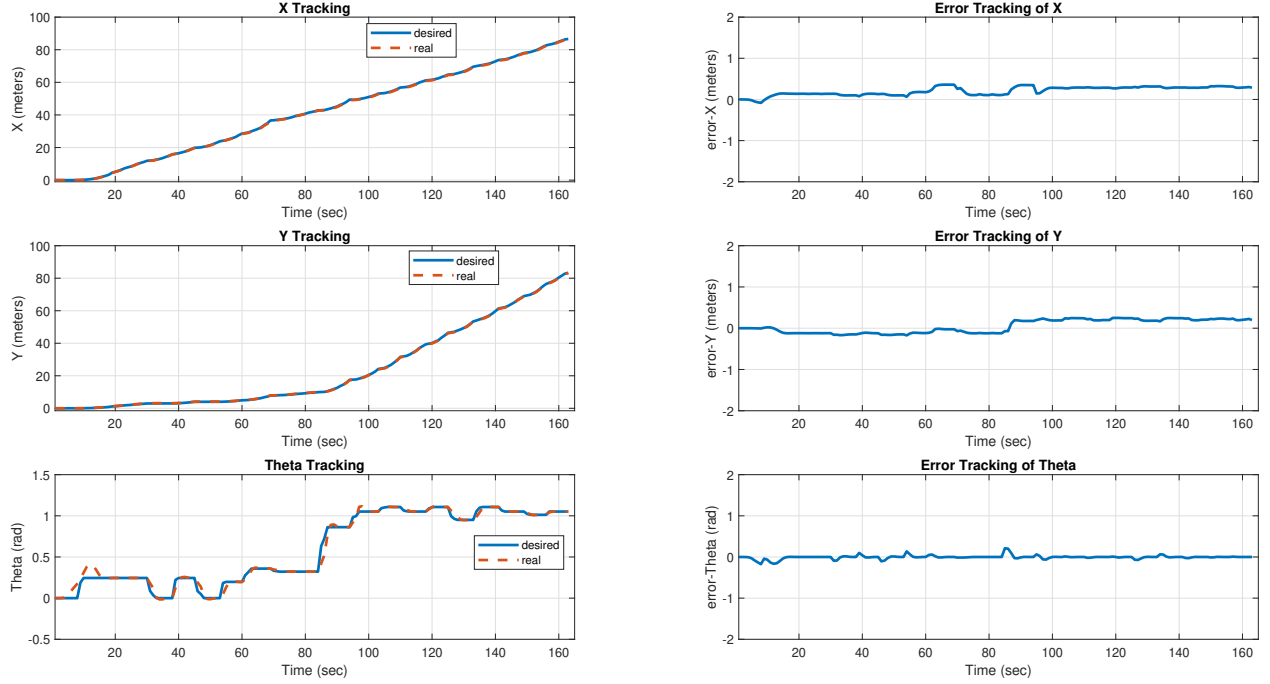 X Tracking
100
80
60
40
20
0
X (meters)
desired
real
20 40 60 80 100 120 140 160
Time (sec)
Error Tracking of X
2
1
0
-1
-2
error-X (meters)
20 40 60 80 100 120 140 160
Time (sec)
Y Tracking
100
80
60
40
20
0
Y (meters)
desired
real
20 40 60 80 100 120 140 160
Time (sec)
Error Tracking of Y
2
1
0
-1
-2
error-Y (meters)
20 40 60 80 100 120 140 160
Time (sec)
Theta Tracking
1.5
1
0.5
0
-0.5
Theta (rad)
desired
real
20 40 60 80 100 120 140 160
Time (sec)
Error Tracking of Theta
2
1
0
-1
-2
error-Theta (rad)
20 40 60 80 100 120 140 160
Time (sec)